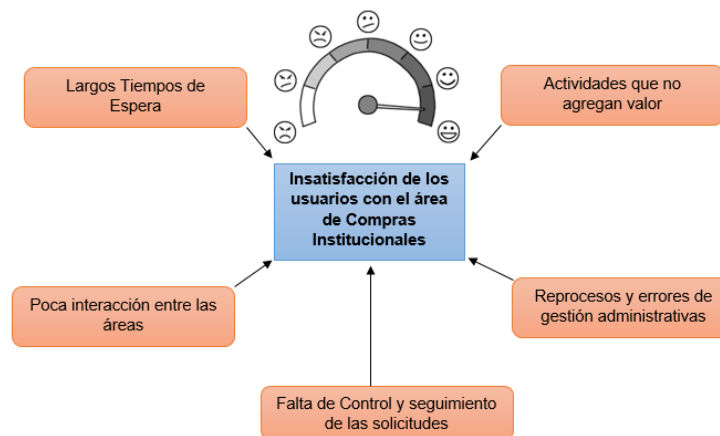 Largos Tiempos de
Espera
Actividades que no
agregan valor
Insatisfacción de los
usuarios con el área
de Compras
Institucionales
Poca interacción entre las
áreas
Reprocesos y errores de
gestión administrativas
Falta de Control y seguimiento
de las solicitudes